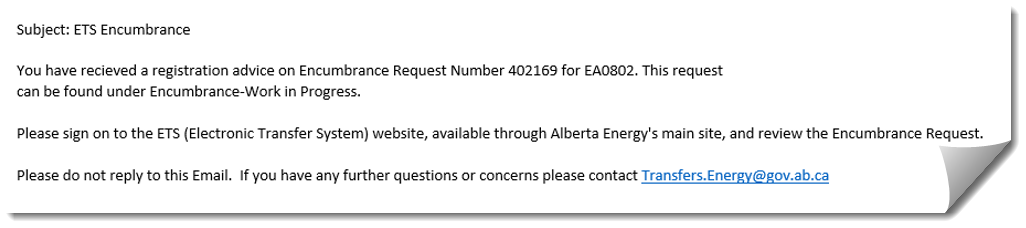 Subject: ETS Encumbrance
You have recieved a registration advice on Encumbrance Request Number 402169 for EA0802. This request
can be found under Encumbrance-Work in Progress.
Please sign on to the ETS (Electronic Transfer System) website, available through Alberta Energy's main site, and review the Encumbrance Request.
Please do not reply to this Email.  If you have any further questions or concerns please contact Transfers.Energy@gov.ab.ca